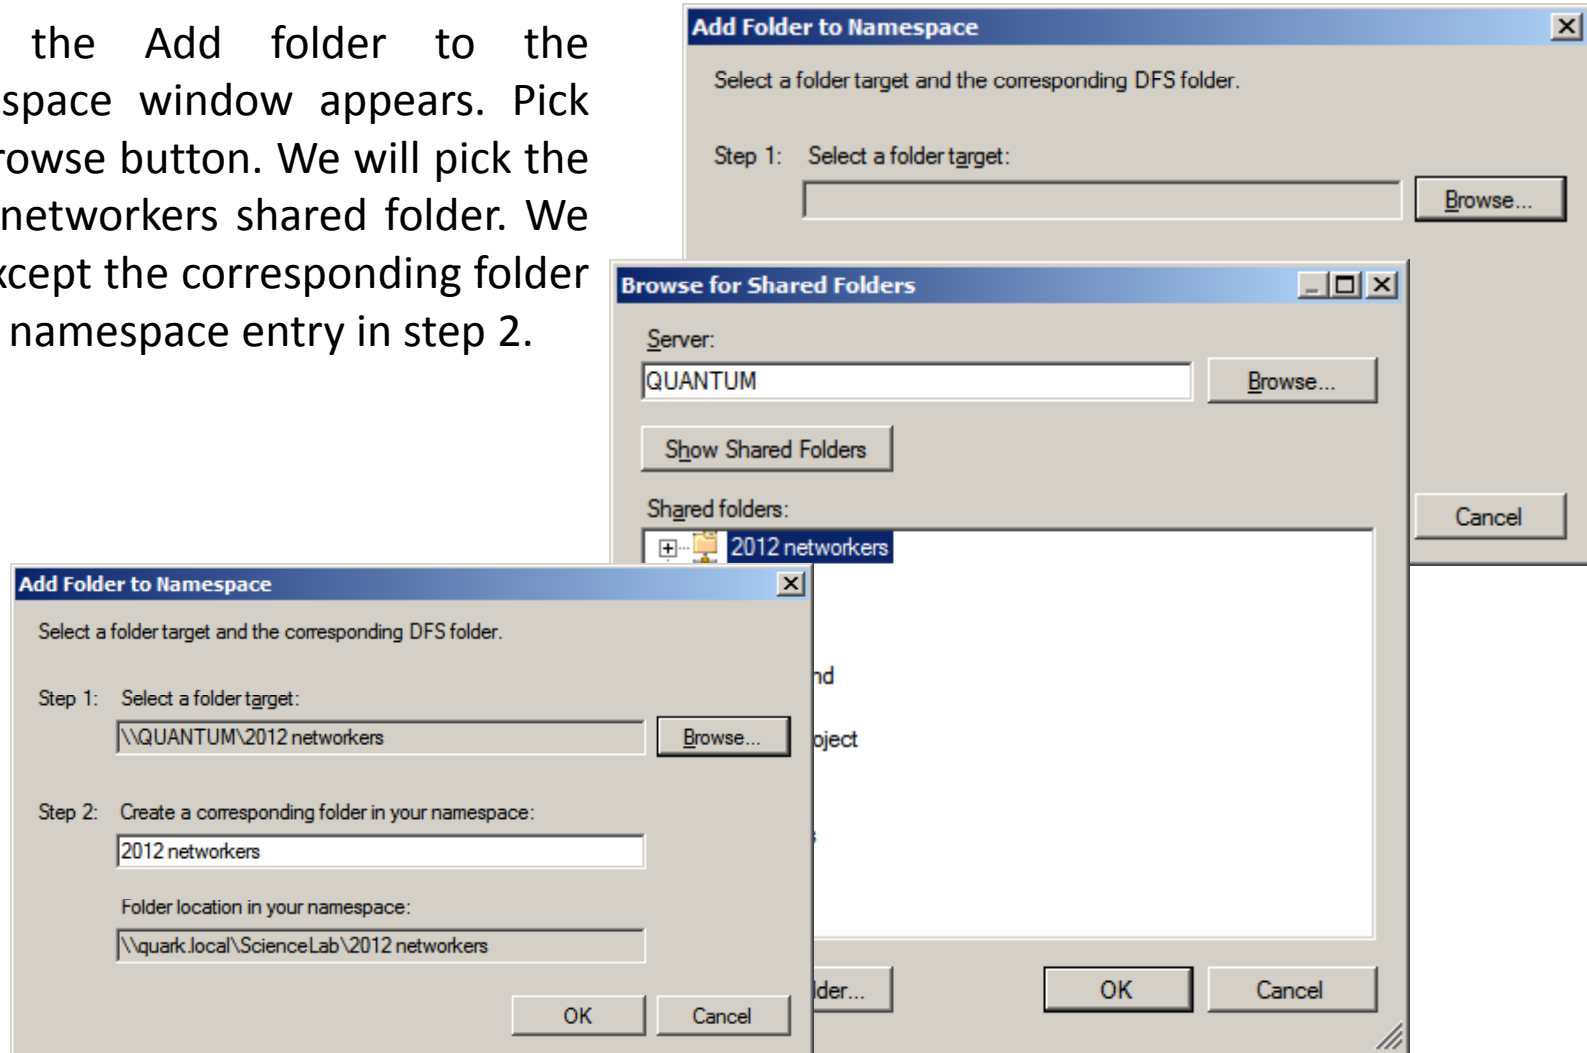 the Add folder to the
space window appears. Pick
rowse button. We will pick the
networkers shared folder. We
xcept the corresponding folder
namespace entry in step 2.
Add Folder to Namespace
Select a folder target and the corresponding DFS folder.
Step 1: Select a folder target:
Browse...
Cancel
Browse for Shared Folders
Server:
QUANTUM
Browse...
Show Shared Folders
Shared folders:
2012 networkers
nd
oject
s
lder...
OK Cancel
Add Folder to Namespace
Select a folder target and the corresponding DFS folder.
Step 1: Select a folder target:
\\QUANTUM\2012 networkers
Browse...
Step 2: Create a corresponding folder in your namespace:
2012 networkers
Folder location in your namespace:
\\quark.local\ScienceLab\2012 networkers
OK Cancel